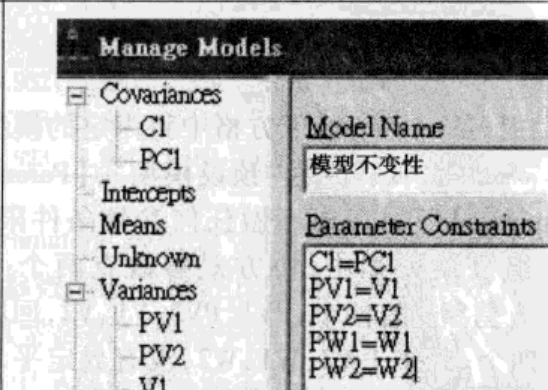 Manage Models
Covariances
C1
PC1
Intercepts
Means
Unknown
Variances
PV1
PV2
V1
Model Name
模型不变性
Parameter Constraints
C1=PC1
PV1=V1
PV2=V2
PW1=W1
PW2=W2